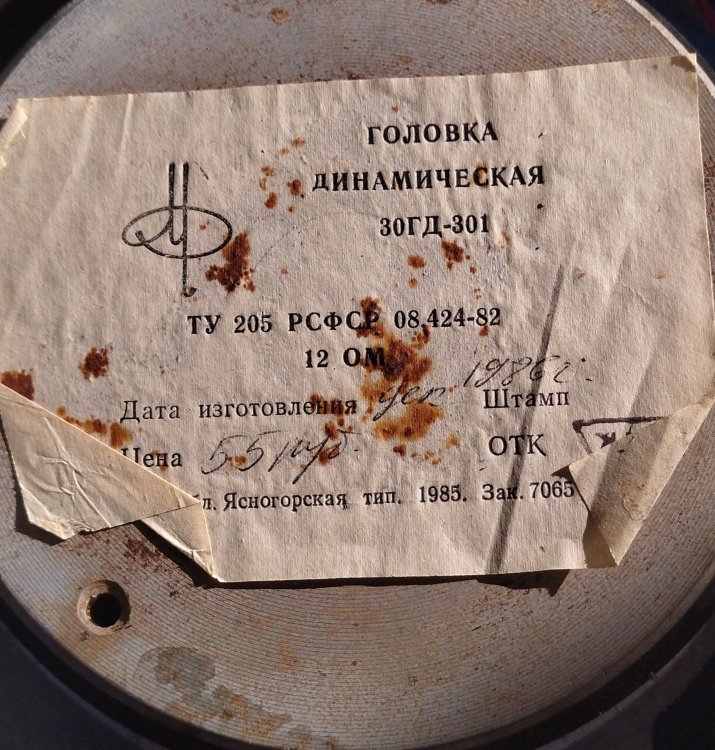 ГОЛОВКА
ДИНАМИЧЕСКАЯ
30ГД-301
ТУ 205 РСФСР 08.424-82
12 ОМ
Дата изготовления 1986г. Штамп
Цена 55 руб. ОТК
л. Ясногорская тип. 1985. Зак. 7065